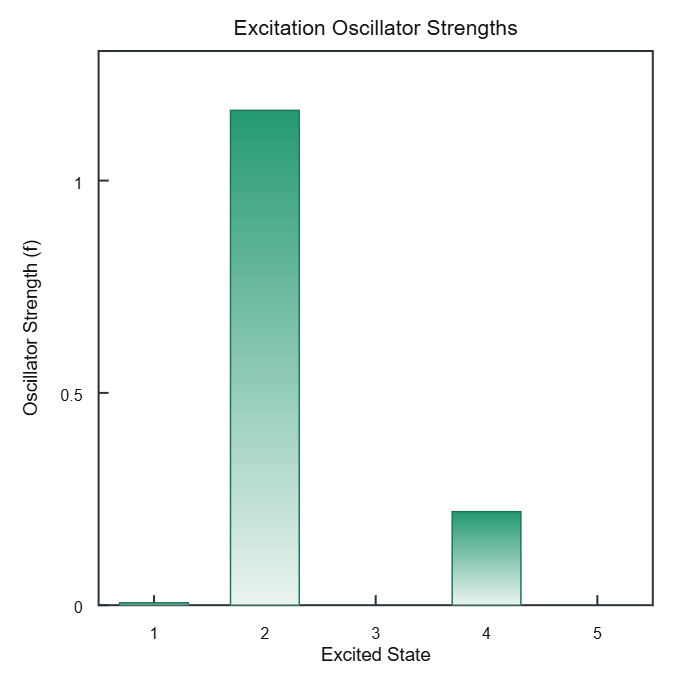 Excitation Oscillator Strengths
Oscillator Strength (f)
1
0.5
0
1 2 3 4 5
Excited State